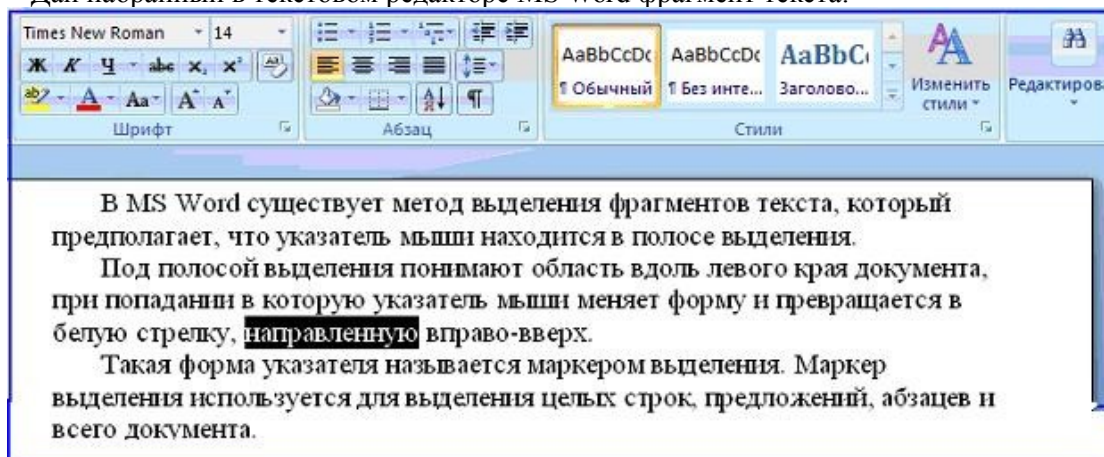 Дан набранный в текстовом редакторе MS Word фрагмент текста.
Times New Roman 14
Ж К Ч abe x₂ x²
Aa A A
AaBbCcDc AaBbCcDc AaBbC
¶ Обычный ¶ Без инте... Заголово...
Изменить стили
Редактиров
Шрифт Абзац Стили
В MS Word существует метод выделения фрагментов текста, который
предполагает, что указатель мыши находится в полосе выделения.
Под полосой выделения понимают область вдоль левого края документа,
при попадании в которую указатель мыши меняет форму и превращается в
белую стрелку, направленную вправо-вверх.
Такая форма указателя называется маркером выделения. Маркер
выделения используется для выделения целых строк, предложений, абзацев и
всего документа.